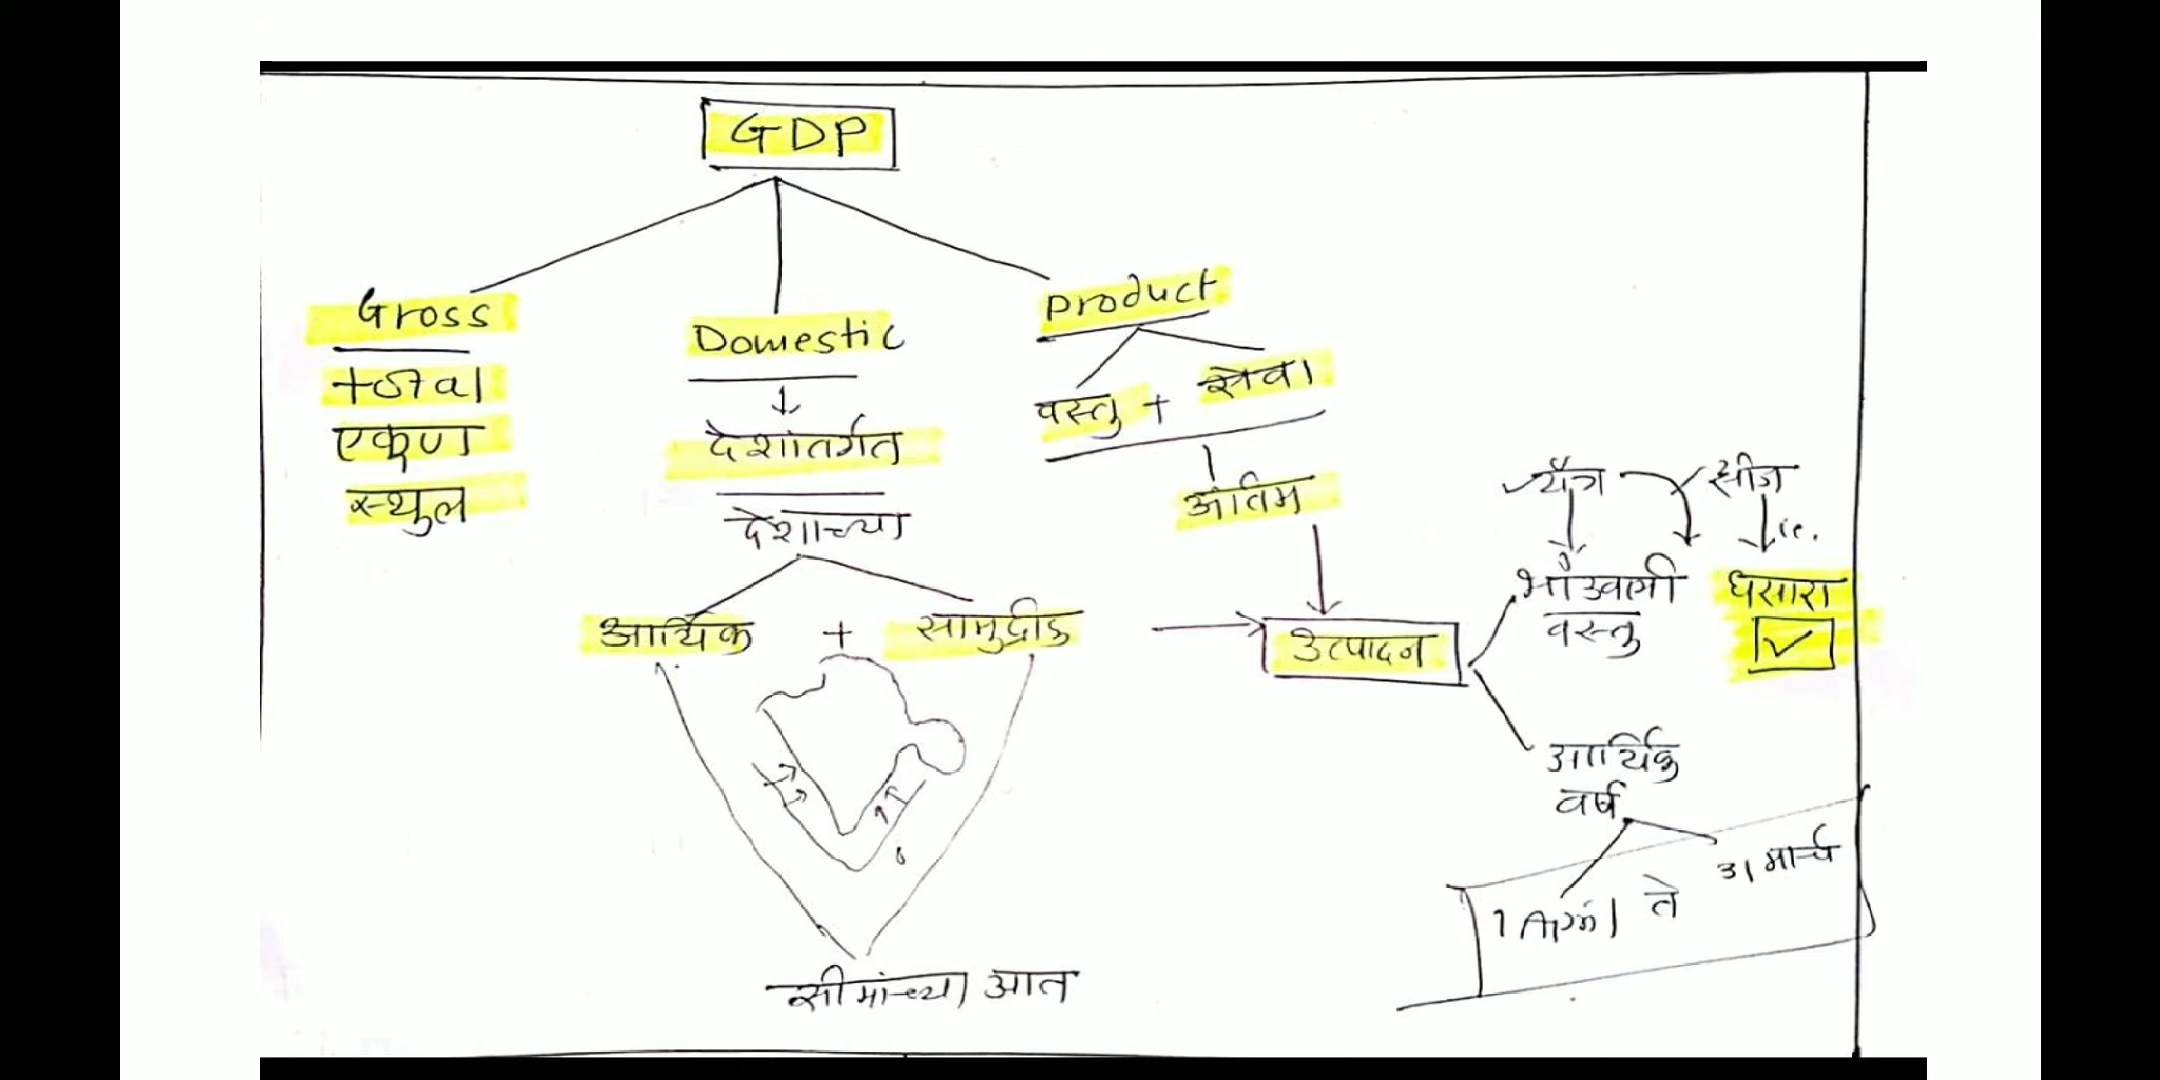 GDP
Gross
total
एकूण
स्थुल
Domestic
देशांतर्गत
देशाच्या
आर्थिक + सामुद्रीक
सीमांच्या आत
product
वस्तु + सेवा
अंतिम
उत्पादन
यंत्र
भांडवली
वस्तु
घसारा
आर्थिक
वर्ष
1 April ते 31 मार्च